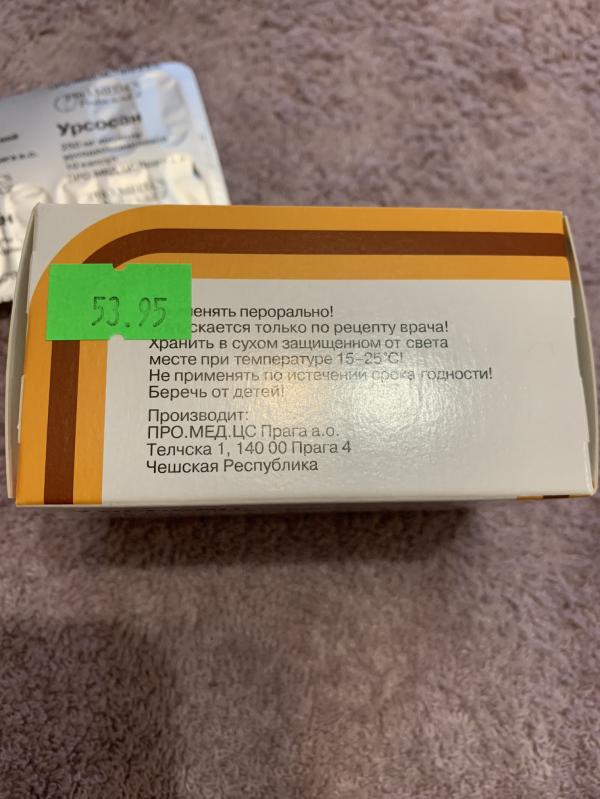 Урсосан
53.95
перорально!
только по рецепту врача!
Хранить в сухом защищенном от света
месте при температуре 15–25°С!
Не применять по истечении срока годности!
Беречь от детей!
Производит:
ПРО.МЕД.ЦС Прага а.о.
Телчска 1, 140 00 Прага 4
Чешская Республика